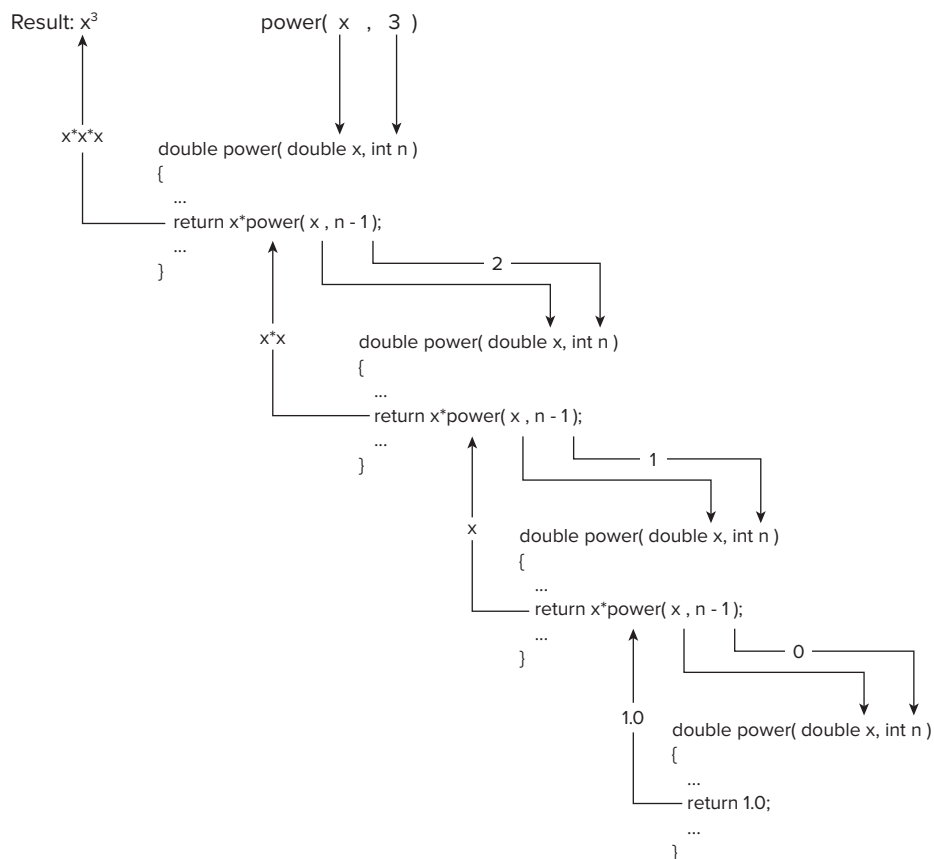 Result: x³ power( x , 3 )
x*x*x
double power( double x, int n )
{
...
return x*power( x , n - 1 );
...
}
2
x*x
double power( double x, int n )
{
...
return x*power( x , n - 1 );
...
}
1
x
double power( double x, int n )
{
...
return x*power( x , n - 1 );
...
}
0
1.0
double power( double x, int n )
{
...
return 1.0;
...
}